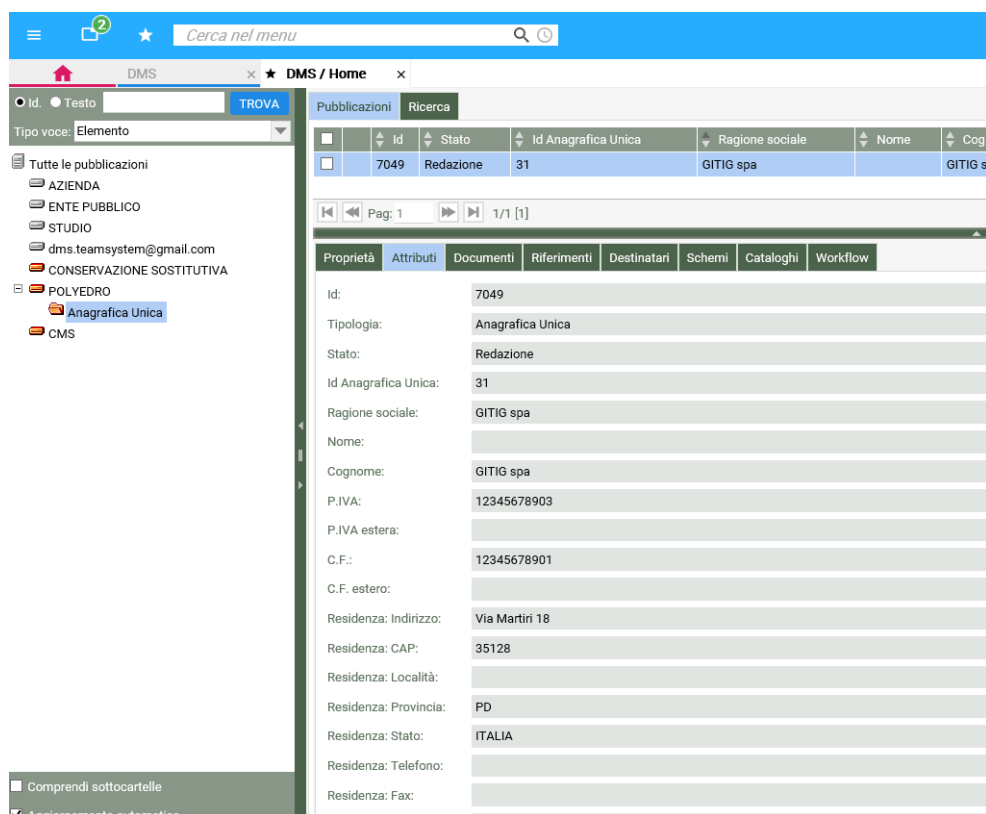 2
Cerca nel menu
DMS
DMS / Home
Id. Testo TROVA
Tipo voce: Elemento
Tutte le pubblicazioni
AZIENDA
ENTE PUBBLICO
STUDIO
dms.teamsystem@gmail.com
CONSERVAZIONE SOSTITUTIVA
POLYEDRO
Anagrafica Unica
CMS
Comprendi sottocartelle
Pubblicazioni Ricerca
Id Stato Id Anagrafica Unica Ragione sociale Nome Cog
7049 Redazione 31 GITIG spa GITIG s
Pag: 1 1/1 [1]
Proprietà Attributi Documenti Riferimenti Destinatari Schemi Cataloghi Workflow
Id: 7049
Tipologia: Anagrafica Unica
Stato: Redazione
Id Anagrafica Unica: 31
Ragione sociale: GITIG spa
Nome:
Cognome: GITIG spa
P.IVA: 12345678903
P.IVA estera:
C.F.: 12345678901
C.F. estero:
Residenza: Indirizzo: Via Martiri 18
Residenza: CAP: 35128
Residenza: Località:
Residenza: Provincia: PD
Residenza: Stato: ITALIA
Residenza: Telefono:
Residenza: Fax: